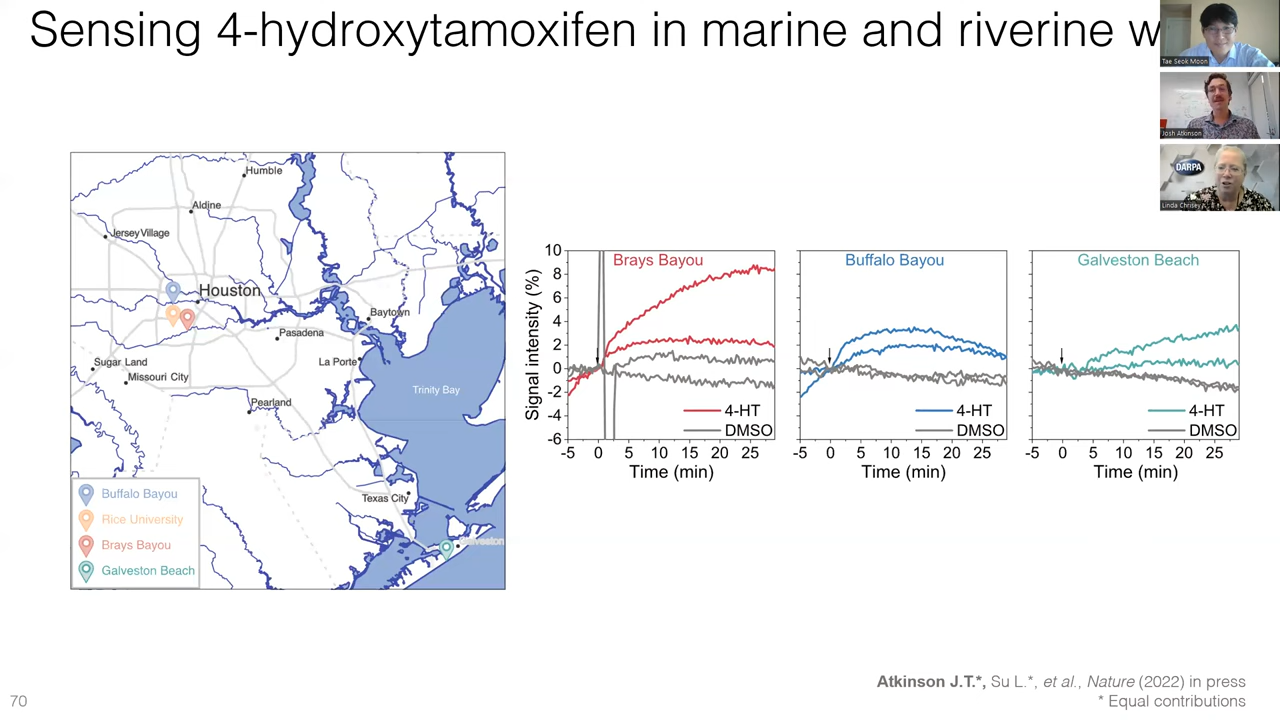 Sensing 4-hydroxytamoxifen in marine and riverine w
Tae Seok Moon
Josh Atkinson
DARPA
Linda Chrisey
Humble
Aldine
Jersey Village
Houston
Baytown
Pasadena
La Porte
Sugar Land
Missouri City
Trinity Bay
Pearland
Texas City
Galveston
Buffalo Bayou
Rice University
Brays Bayou
Galveston Beach
Signal intensity (%)
10
8
6
4
2
0
-2
-4
-6
Brays Bayou
4-HT
DMSO
-5 0 5 10 15 20 25
Time (min)
Buffalo Bayou
4-HT
DMSO
-5 0 5 10 15 20 25
Time (min)
Galveston Beach
4-HT
DMSO
-5 0 5 10 15 20 25
Time (min)
Atkinson J.T.*, Su L.*, et al., Nature (2022) in press
* Equal contributions
70